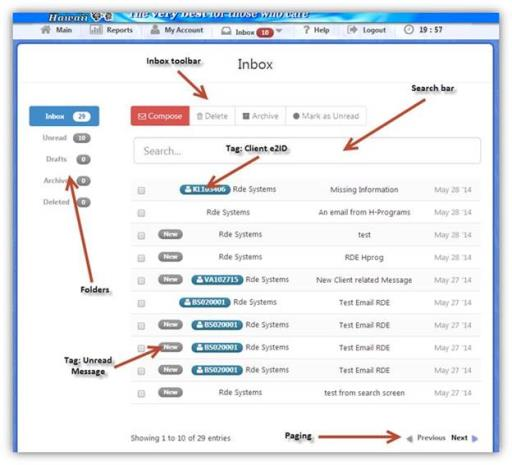 Hawaii The very best for those who care
Main Reports My Account Inbox 10 ? Help Logout 19 : 57
Inbox toolbar
Inbox
Search bar
Inbox 29
Compose Delete Archive Mark as Unread
Unread 10
Search...
Tag: Client e2ID
Drafts 0
Archive 0
Deleted 0
KL103406 Rde Systems Missing Information May 28 '14
Rde Systems An email from H-Programs May 28 '14
New Rde Systems test May 28 '14
New Rde Systems RDE Hprog May 28 '14
New VA102715 Rde Systems New Client related Message May 27 '14
Folders
BS020001 Rde Systems Test Email RDE May 27 '14
New BS020001 Rde Systems Test Email RDE May 27 '14
Tag: Unread
Message
New BS020001 Rde Systems Test Email RDE May 27 '14
New BS020001 Rde Systems Test Email RDE May 27 '14
New Rde Systems test from search screen May 27 '14
Showing 1 to 10 of 29 entries
Paging
Previous Next